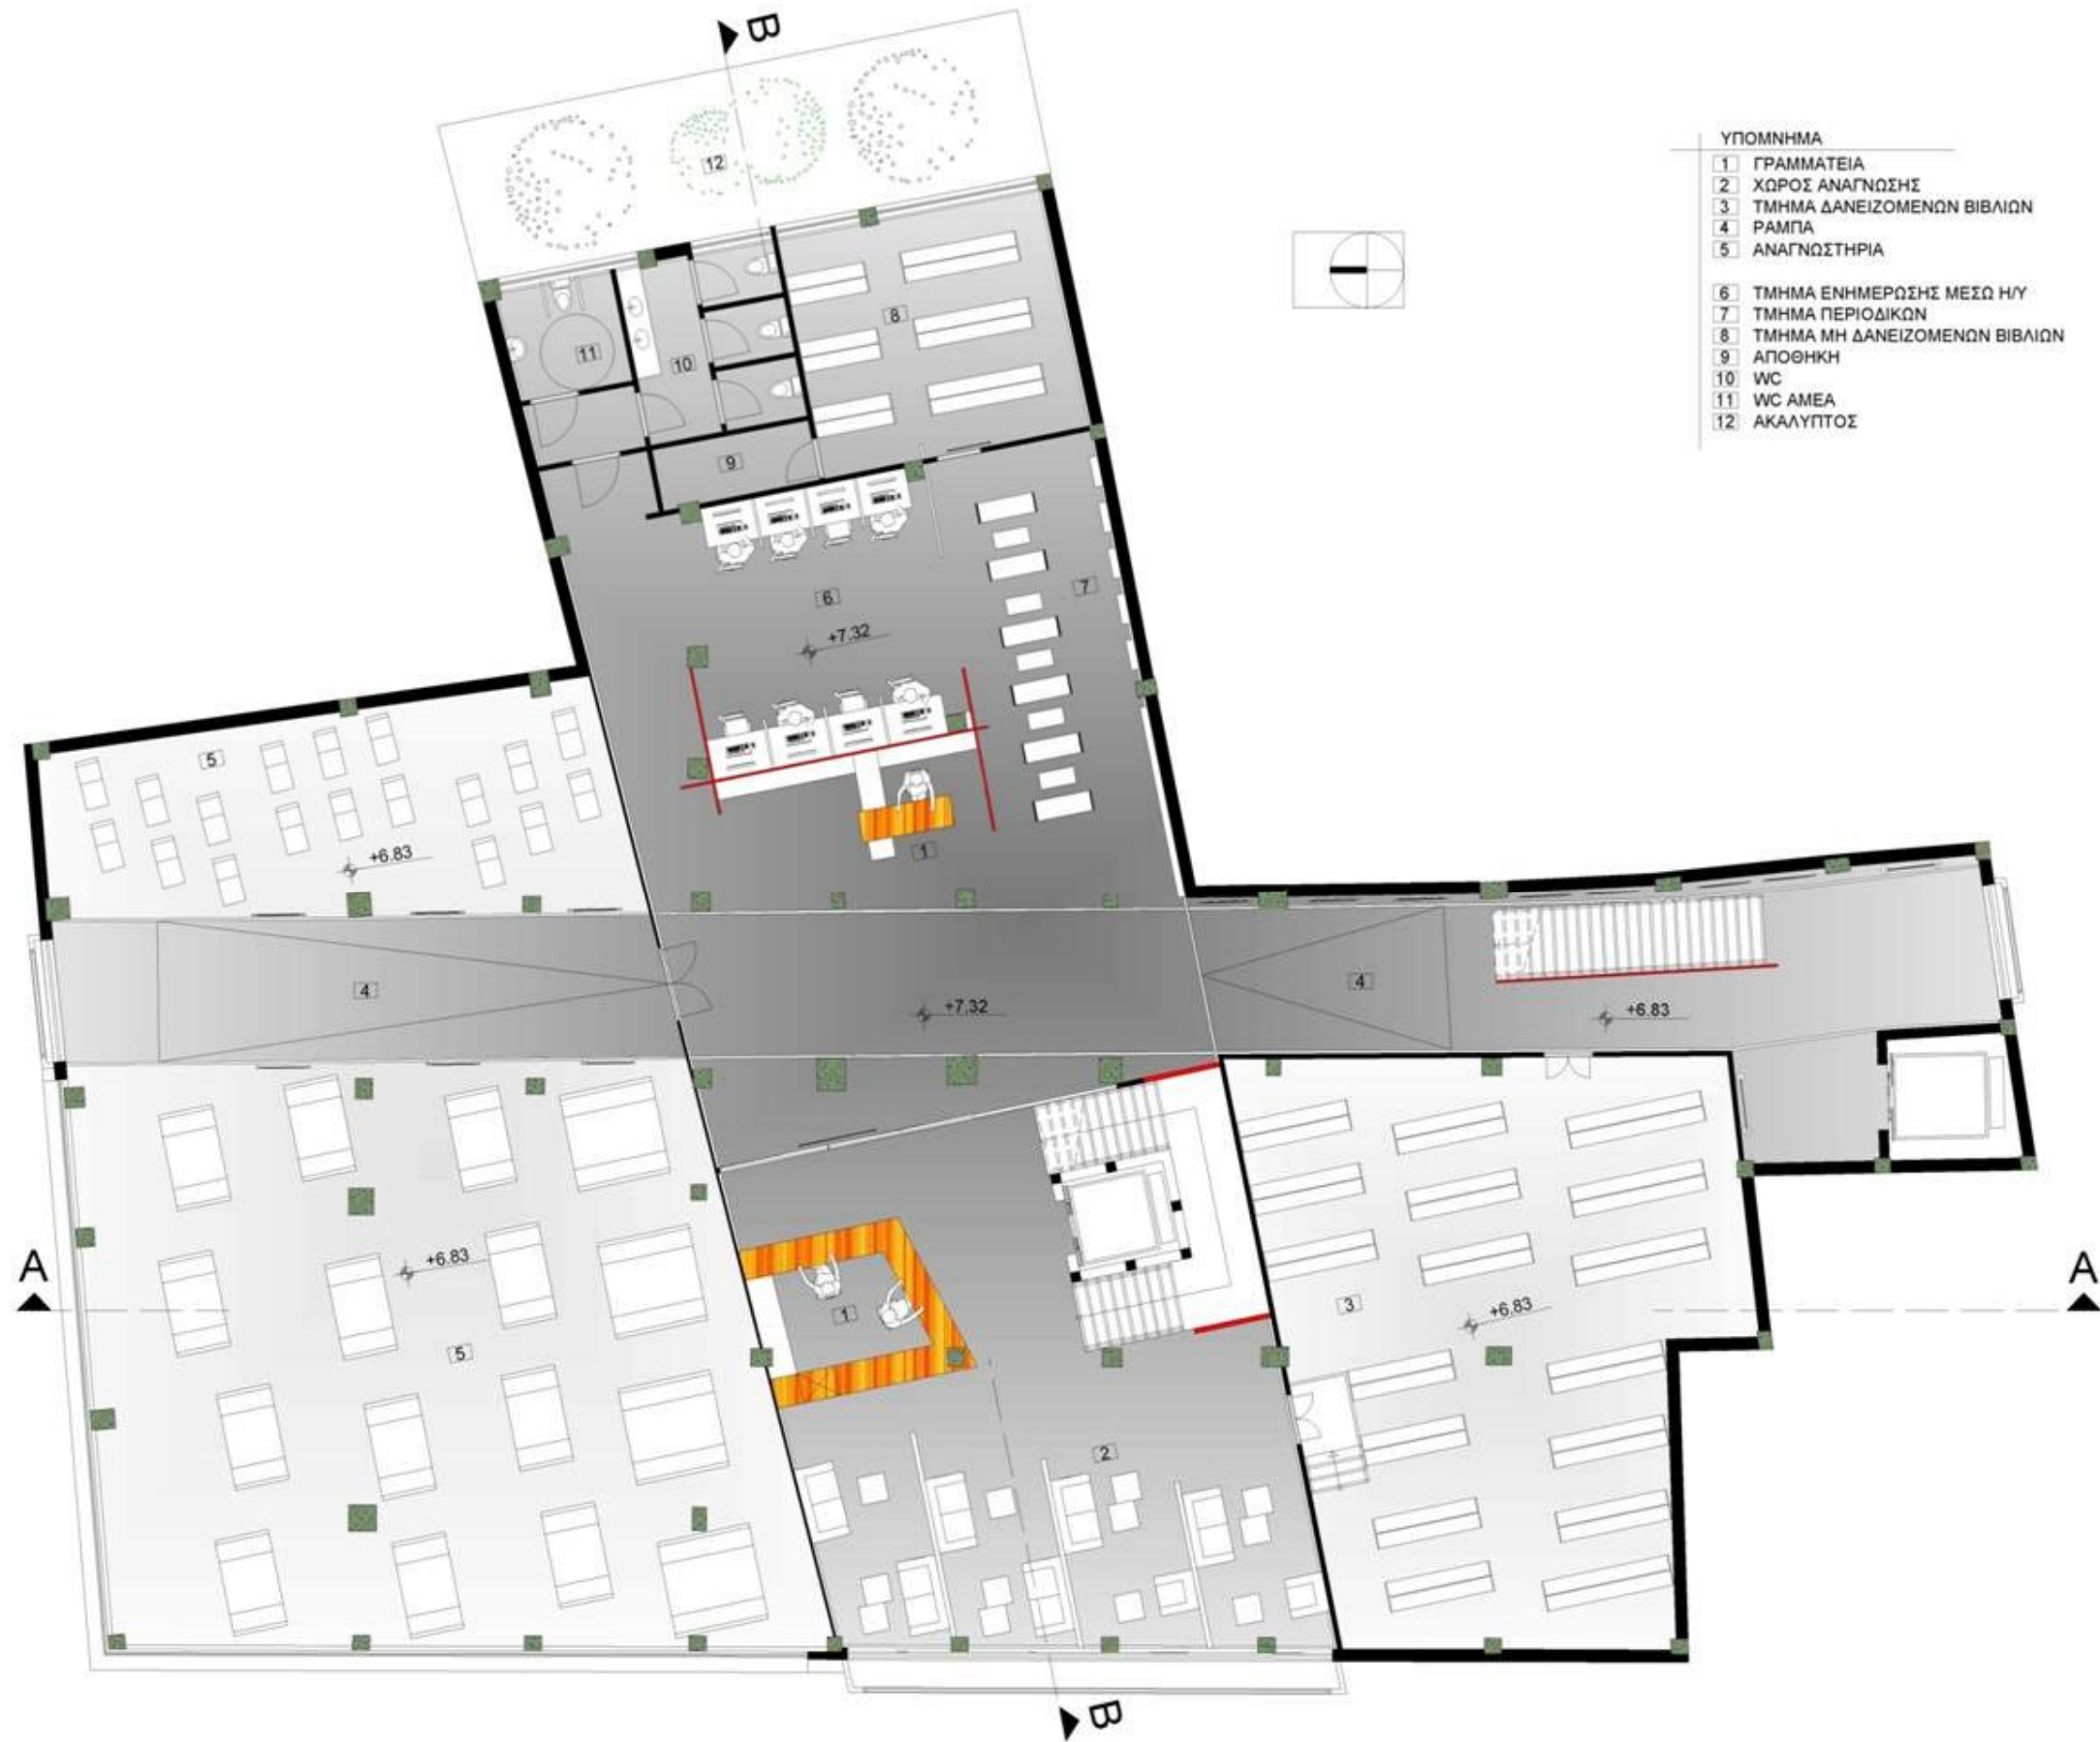 B
ΥΠΟΜΝΗΜΑ
1 ΓΡΑΜΜΑΤΕΙΑ
2 ΧΩΡΟΣ ΑΝΑΓΝΩΣΗΣ
3 ΤΜΗΜΑ ΔΑΝΕΙΖΟΜΕΝΩΝ ΒΙΒΛΙΩΝ
4 ΡΑΜΠΑ
5 ΑΝΑΓΝΩΣΤΗΡΙΑ
6 ΤΜΗΜΑ ΕΝΗΜΕΡΩΣΗΣ ΜΕΣΩ Η/Υ
7 ΤΜΗΜΑ ΠΕΡΙΟΔΙΚΩΝ
8 ΤΜΗΜΑ ΜΗ ΔΑΝΕΙΖΟΜΕΝΩΝ ΒΙΒΛΙΩΝ
9 ΑΠΟΘΗΚΗ
10 WC
11 WC ΑΜΕΑ
12 ΑΚΑΛΥΠΤΟΣ
12
8
11
10
9
6
7
+7.32
5
+6.83
1
4
4
+7.32
+6.83
A
+6.83
A
1
3
+6.83
5
2
B